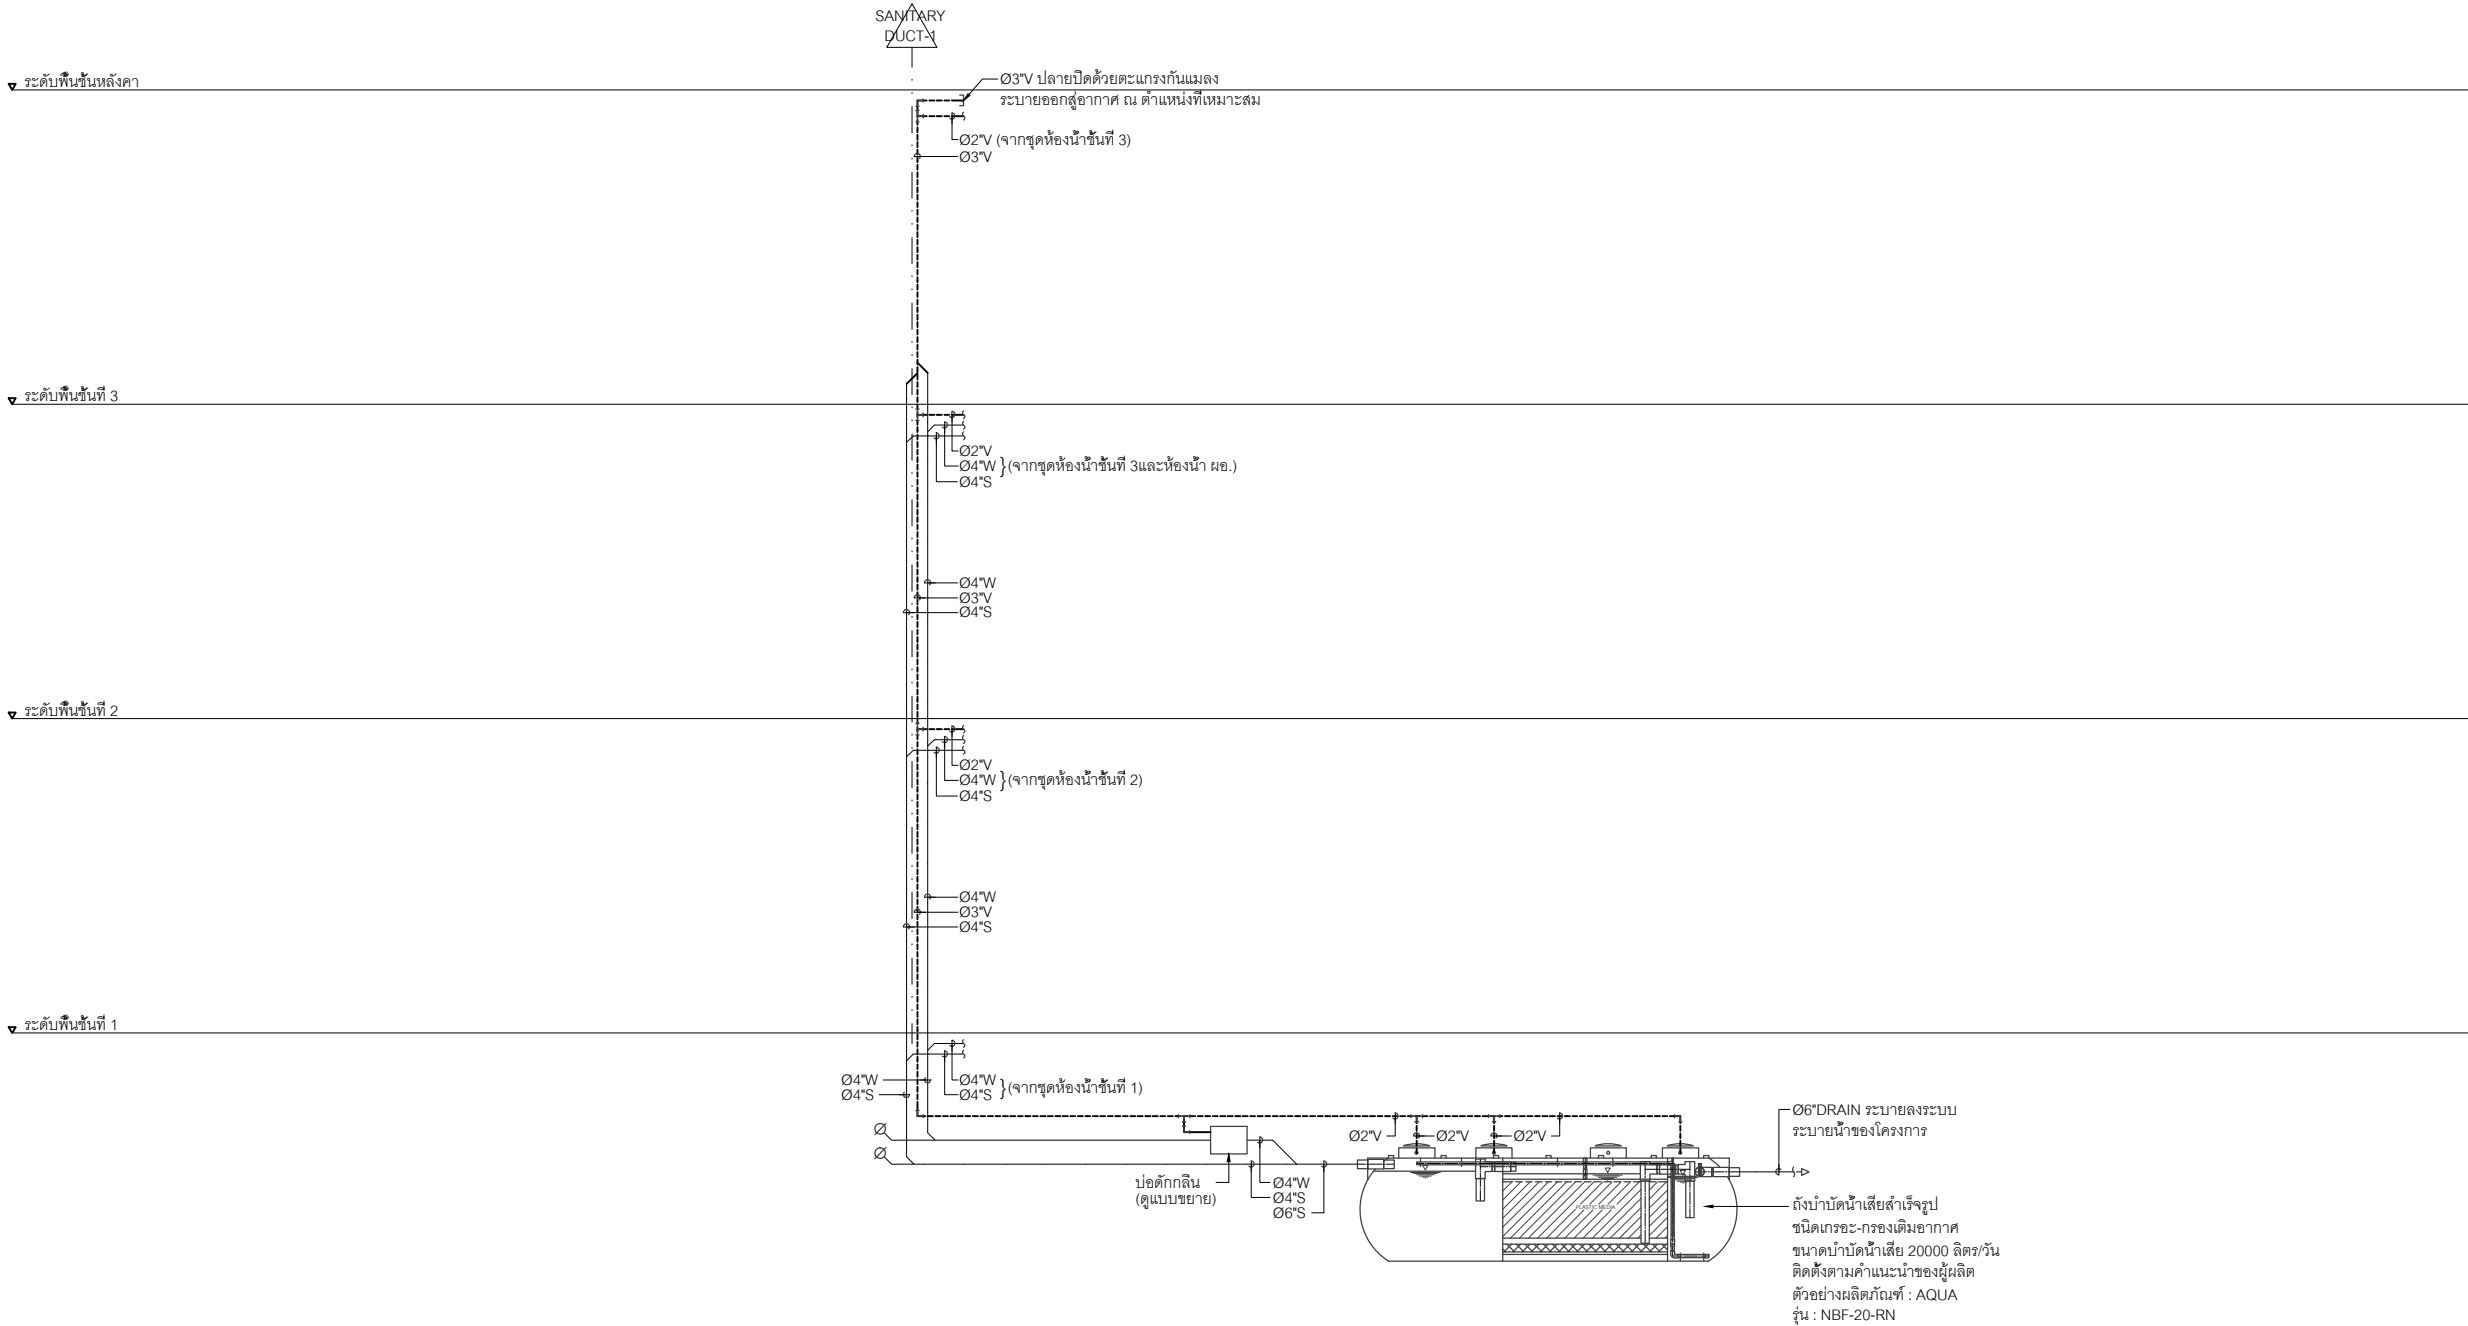 SANITARY
DUCT-1
ระดับพื้นชั้นหลังคา
Ø3"V ปลายปิดด้วยตะแกรงกันแมลง
ระบายออกสู่อากาศ ณ ตำแหน่งที่เหมาะสม
Ø2"V (จากชุดห้องน้ำชั้นที่ 3)
Ø3"V
ระดับพื้นชั้นที่ 3
Ø2"V
Ø4"W }(จากชุดห้องน้ำชั้นที่ 3และห้องน้ำ ผอ.)
Ø4"S
Ø4"W
Ø3"V
Ø4"S
ระดับพื้นชั้นที่ 2
Ø2"V
Ø4"W }(จากชุดห้องน้ำชั้นที่ 2)
Ø4"S
Ø4"W
Ø3"V
Ø4"S
ระดับพื้นชั้นที่ 1
Ø4"W
Ø4"S
Ø4"W
Ø4"S }(จากชุดห้องน้ำชั้นที่ 1)
Ø
Ø
Ø2"V
Ø2"V
Ø2"V
Ø6"DRAIN ระบายลงระบบ
ระบายน้ำของโครงการ
บ่อดักกลิ่น
(ดูแบบขยาย)
Ø4"W
Ø4"S
Ø6"S
PLASTIC MEDIA
ถังบำบัดน้ำเสียสำเร็จรูป
ชนิดเกรอะ-กรองเติมอากาศ
ขนาดบำบัดน้ำเสีย 20000 ลิตร/วัน
ติดตั้งตามคำแนะนำของผู้ผลิต
ตัวอย่างผลิตภัณฑ์ : AQUA
รุ่น : NBF-20-RN